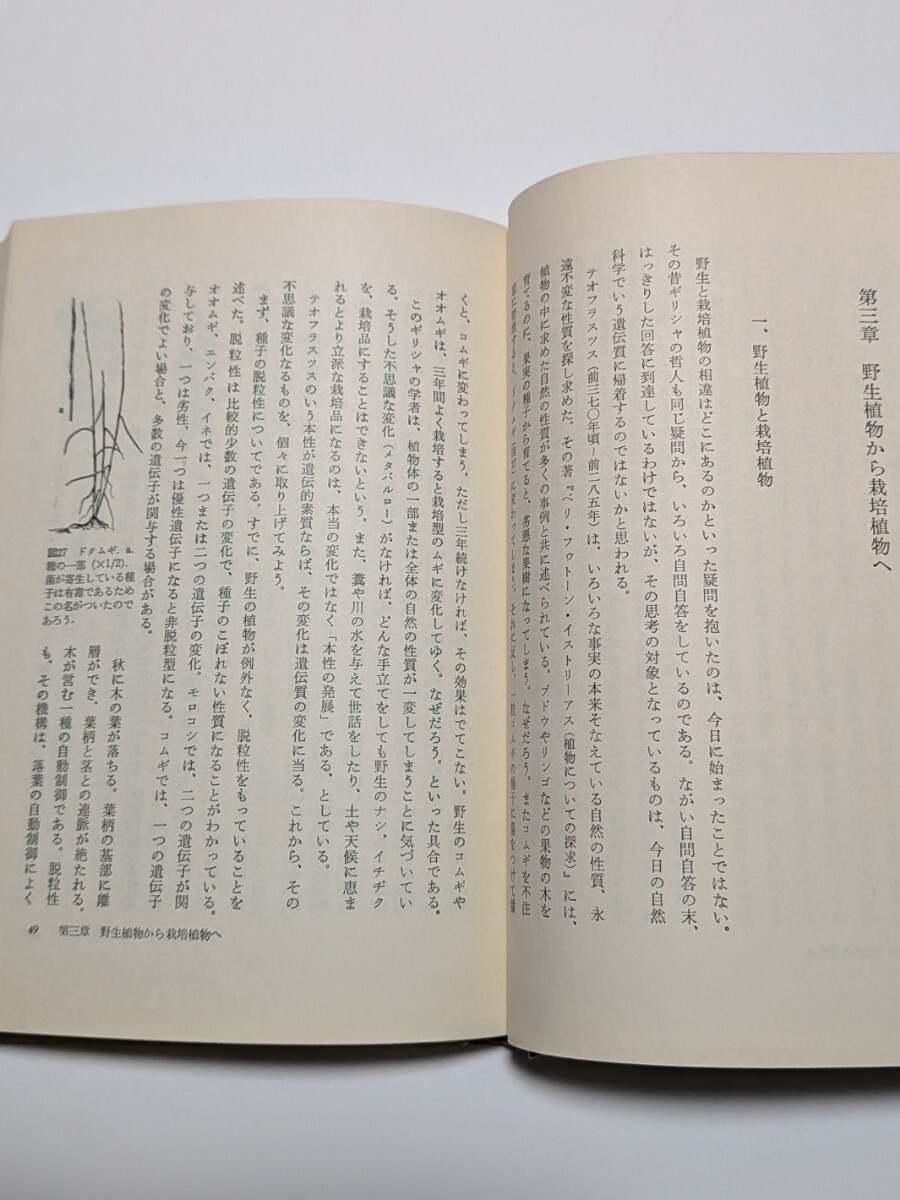 第三章 野生植物から栽培植物へ
一、野生植物と栽培植物
野生と栽培植物の相違はどこにあるのかといった疑問を抱いたのは、今日に始まったことではない。
その昔ギリシャの哲人も同じ疑問から、いろいろ自問自答をしているのである。ながい自問自答の末、
はっきりした回答に到達しているわけではないが、その思考の対象となっているものは、今日の自然
科学でいう遺伝質に帰着するのではないかと思われる。
テオフラスツス(前三七〇年頃〜前二八五年)は、いろいろな事実の本来そなえている自然の性質、永
遠不変な性質を探し求めた。その著『ペリ・フゥトーン・イストリーアス(植物についての探求)』には、
植物の中に求めた自然の性質が多くの事例と共に述べられている。ブドウやリンゴなどの果物の木を
育てるのに、果実の種子から育てると、劣悪な果樹になってしまう。なぜだろう。またコムギを不注
意に管理すると、ドクムギ に変わってしまう。それに反し、一粒コムギの種子に傷をつけて播
くと、コムギに変わってしまう。ただし三年続けなければ、その効果はでてこない。野生のコムギや
オオムギは、三年間よく栽培すると栽培型のムギに変化してゆく。なぜだろう。といった具合である。
このギリシャの学者は、植物体の一部または全体の自然の性質が一変してしまうことに気づいてい
る。そうした不思議な変化(メタバルロー)がなければ、どんな手立てをしても野生のナシ、イチヂク
を、栽培品にすることはできないという。また、糞や川の水を与えて世話をしたり、土や天候に恵ま
れるとより立派な栽培品になるのは、本当の変化ではなく「本性の発展」である、としている。
テオフラスツスのいう本性が遺伝的素質ならば、その変化は遺伝質の変化に当る。これから、その
不思議な変化なるものを、個々に取り上げてみよう。
まず、種子の脱粒性についてである。すでに、野生の植物が例外なく、脱粒性をもっていることを
述べた。脱粒性は比較的少数の遺伝子の変化で、種子のこぼれない性質になることがわかっている。
オオムギ、エンバク、イネでは、一つまたは二つの遺伝子の変化。モロコシでは、二つの遺伝子が関
与しており、一つは劣性、今一つは優性遺伝子になると非脱粒型になる。コムギでは、一つの遺伝子
の変化でよい場合と、多数の遺伝子が関与する場合がある。
図27 ドクムギ. a.
穂の一部(×1/2).
菌が寄生している種
子は有毒であるため
この名がついたので
あろう.
秋に木の葉が落ちる。葉柄の基部に離
層ができ、葉柄と茎との連脈が絶たれる。
木が営む一種の自動制御である。脱粒性
も、その機構は、落葉の自動制御によく
49 第三章 野生植物から栽培植物へ